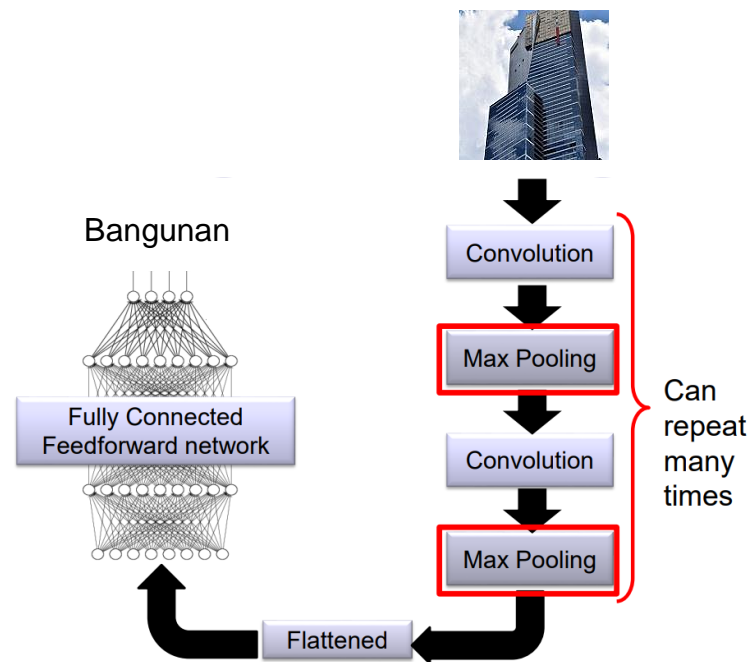 Bangunan
Convolution
Max Pooling
Convolution
Max Pooling
Can
repeat
many
times
Flattened
Fully Connected
Feedforward network